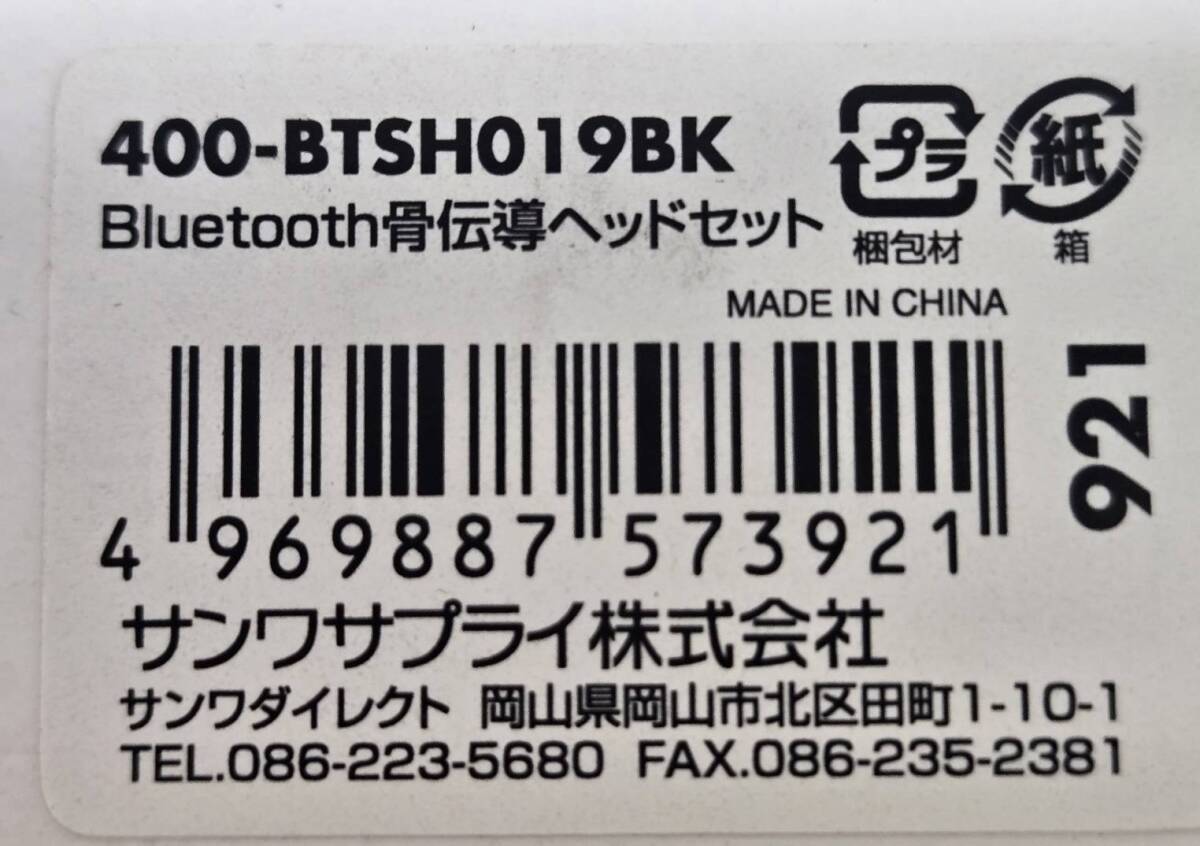 400-BTSH019BK
Bluetooth骨伝導ヘッドセット
プラ
梱包材
紙
箱
MADE IN CHINA
4 969887 573921
921
サンワサプライ株式会社
サンワダイレクト 岡山県岡山市北区田町1-10-1
TEL.086-223-5680 FAX.086-235-2381